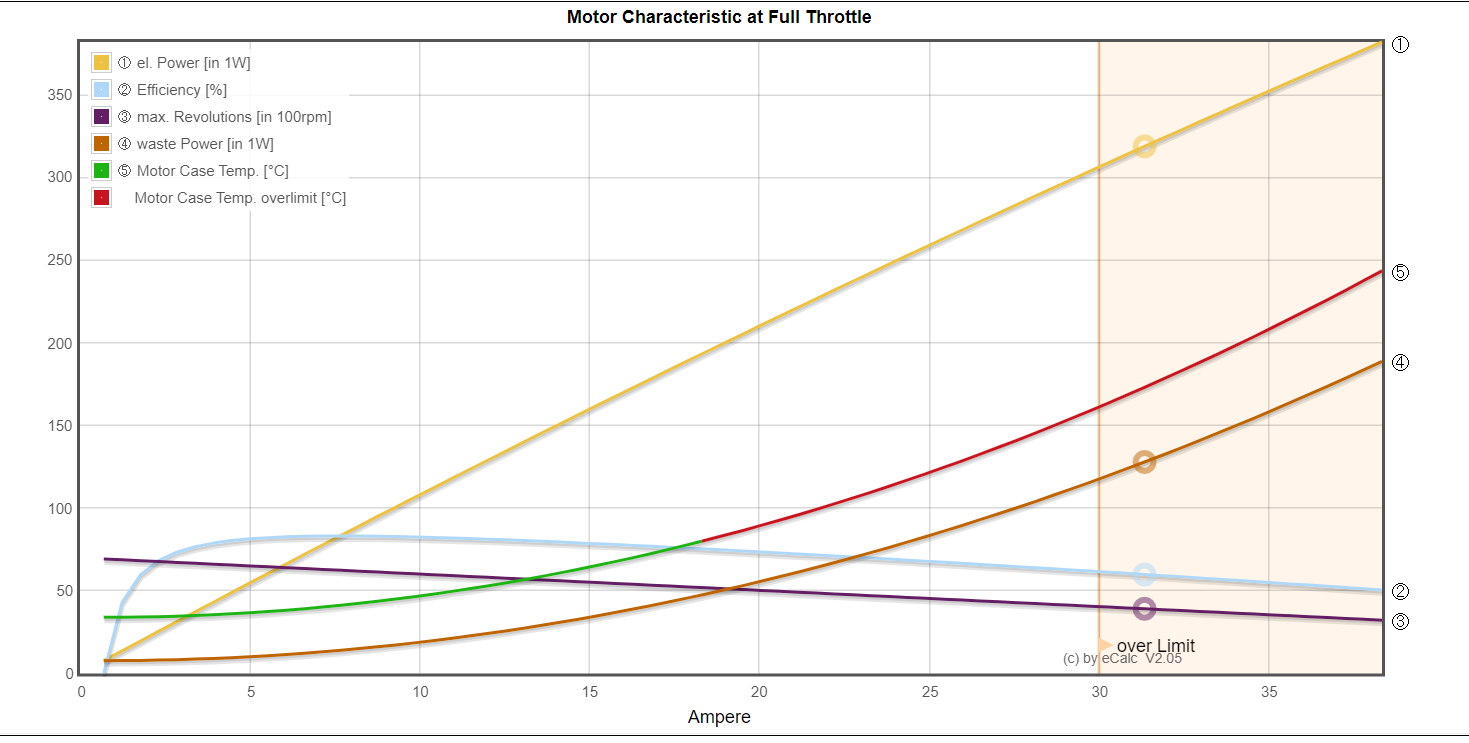 Motor Characteristic at Full Throttle
① el. Power [in 1W]
② Efficiency [%]
③ max. Revolutions [in 100rpm]
④ waste Power [in 1W]
⑤ Motor Case Temp. [°C]
Motor Case Temp. overlimit [°C]
350
300
250
200
150
100
50
0
①
⑤
④
②
③
over Limit
(c) by eCalc V2.05
0 5 10 15 20 25 30 35
Ampere